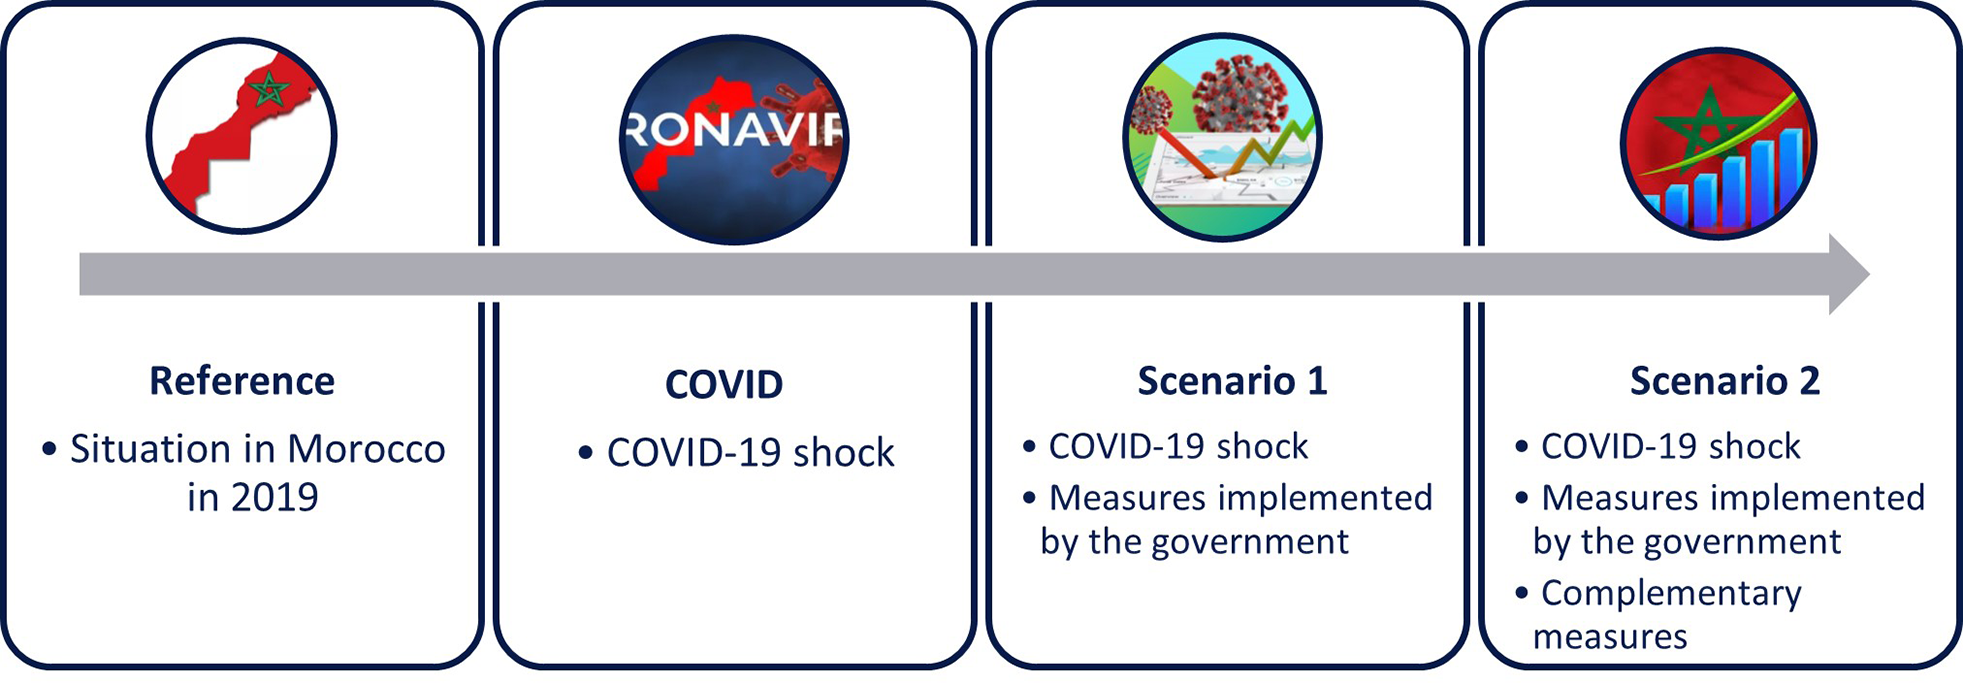 RONAVIR
Reference
• Situation in Morocco
in 2019
COVID
• COVID-19 shock
Scenario 1
• COVID-19 shock
• Measures implemented
by the government
Scenario 2
• COVID-19 shock
• Measures implemented
by the government
• Complementary
measures